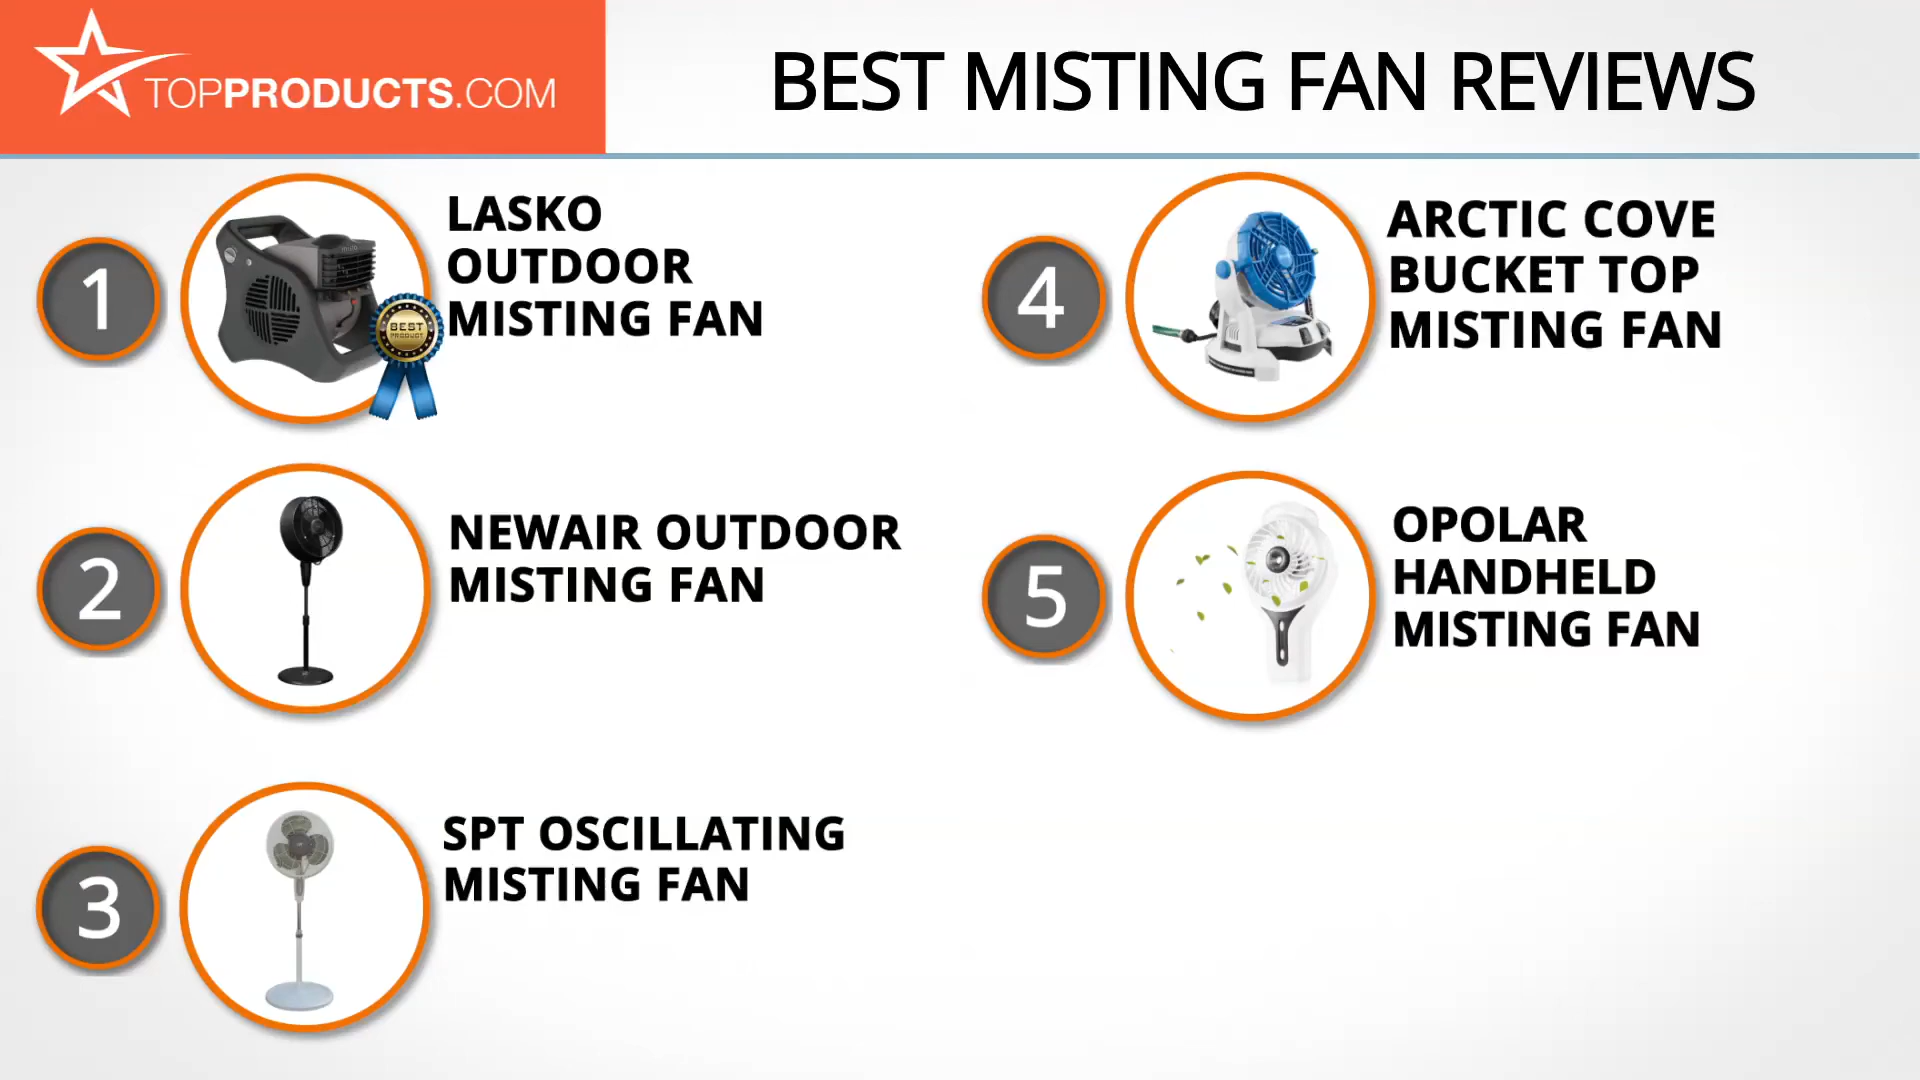 TOPPRODUCTS.COM
BEST MISTING FAN REVIEWS
1
LASKO
OUTDOOR
MISTING FAN
BEST
PRODUCT
2
NEWAIR OUTDOOR
MISTING FAN
3
SPT OSCILLATING
MISTING FAN
4
ARCTIC COVE
BUCKET TOP
MISTING FAN
5
OPOLAR
HANDHELD
MISTING FAN